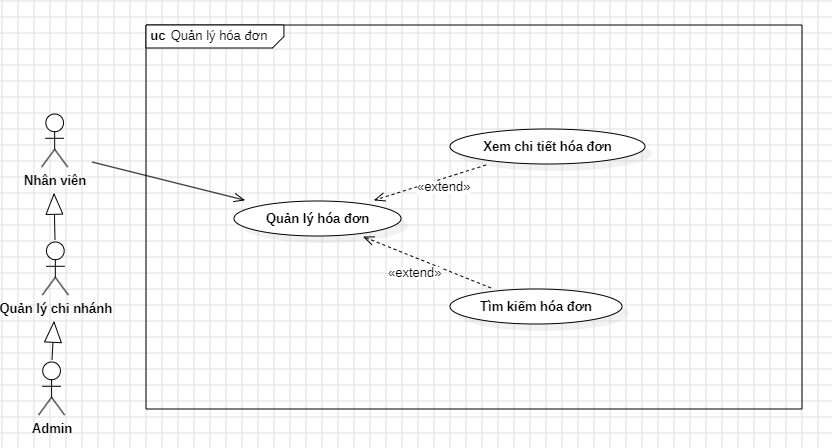 uc Quản lý hóa đơn
Xem chi tiết hóa đơn
Nhân viên
«extend»
Quản lý hóa đơn
«extend»
Quản lý chi nhánh
Tìm kiếm hóa đơn
Admin